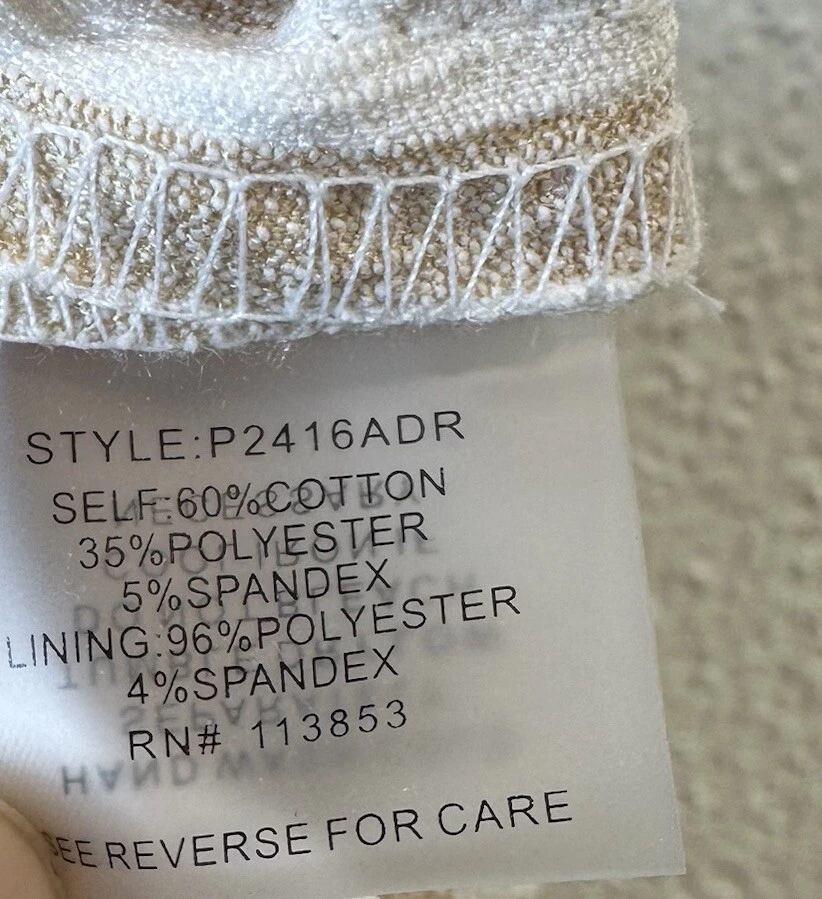 STYLE:P2416ADR
SELF:60%COTTON
35%POLYESTER
5%SPANDEX
LINING:96%POLYESTER
4%SPANDEX
RN# 113853
SEE REVERSE FOR CARE